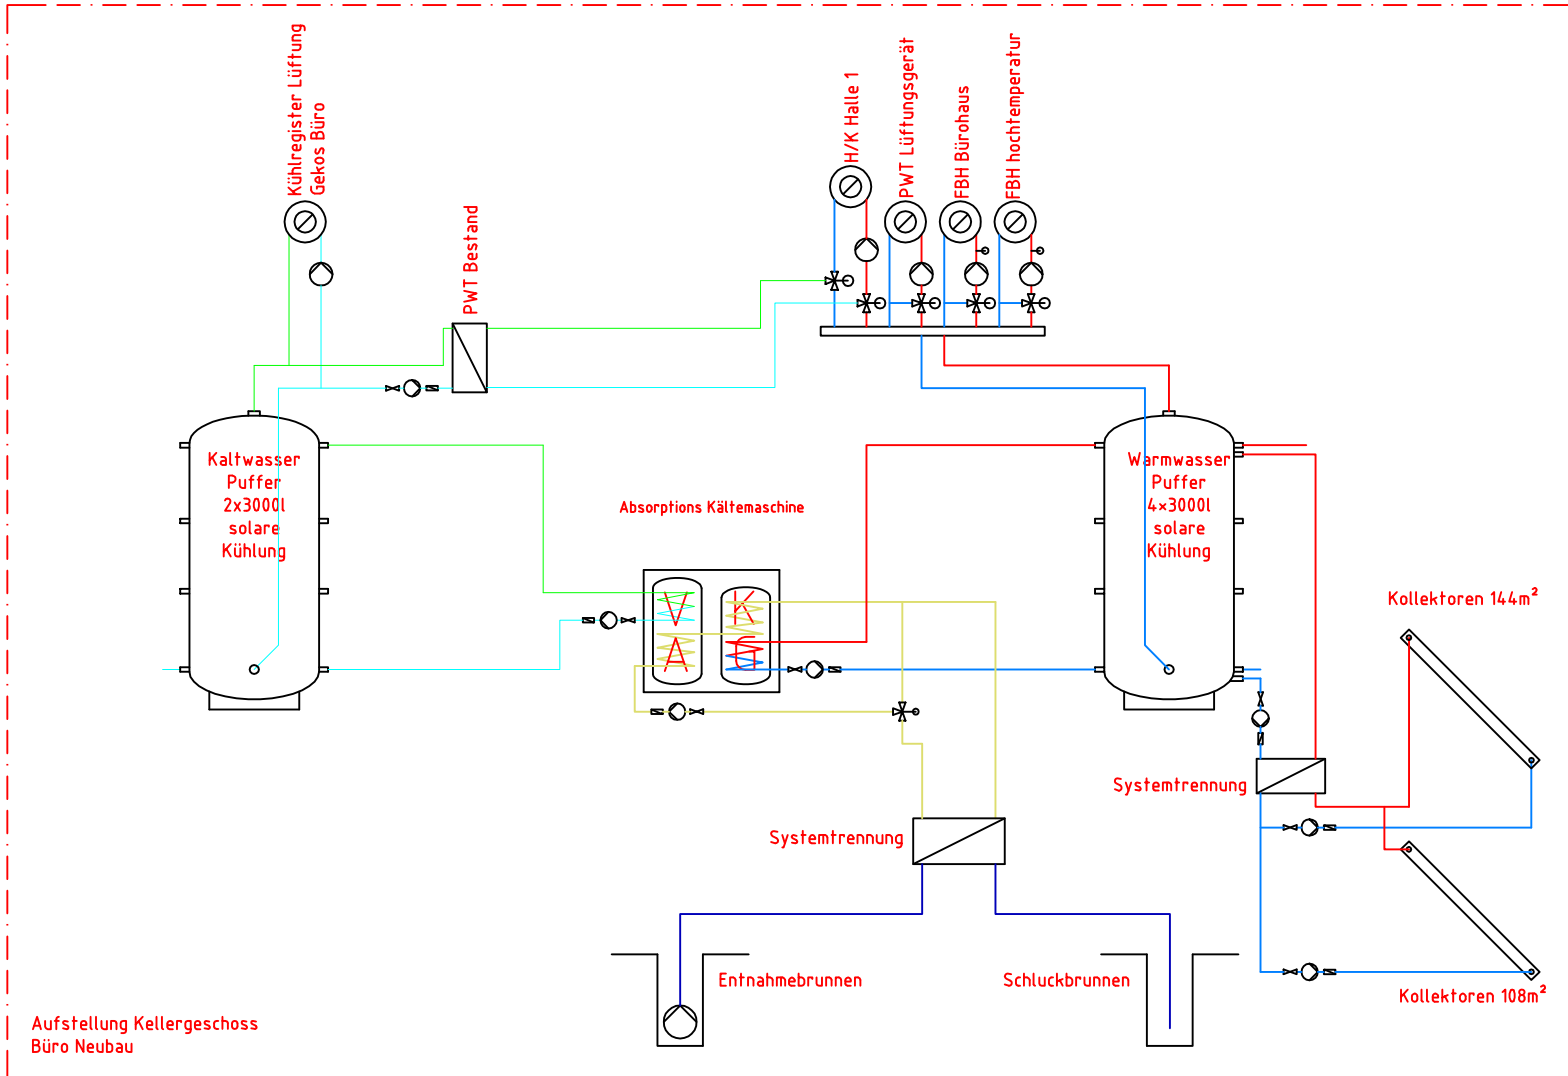 Kühlregister Lüftung
Gekos Büro
PWT Bestand
H/K Halle 1
PWT Lüftungsgerät
FBH Bürohaus
FBH hochtemperatur
Kaltwasser
Puffer
2x3000l
solare
Kühlung
Absorptions Kältemaschine
V
A
K
G
Warmwasser
Puffer
4x3000l
solare
Kühlung
Kollektoren 144m²
Systemtrennung
Systemtrennung
Entnahmebrunnen
Schluckbrunnen
Kollektoren 108m²
Aufstellung Kellergeschoss
Büro Neubau